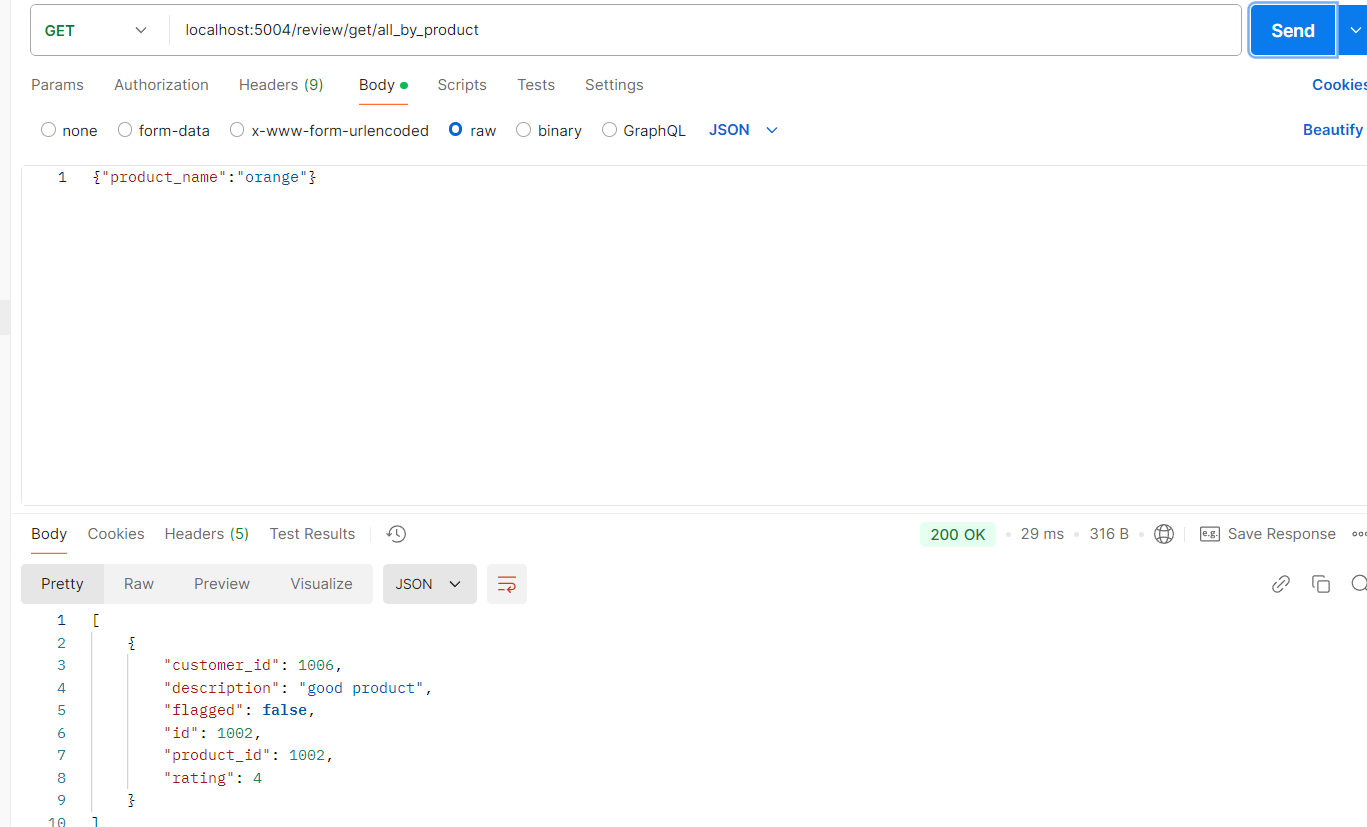 GET localhost:5004/review/get/all_by_product Send
Params Authorization Headers (9) Body Scripts Tests Settings Cookies
none form-data x-www-form-urlencoded raw binary GraphQL JSON Beautify
1 {"product_name":"orange"}
Body Cookies Headers (5) Test Results 200 OK 29 ms 316 B e.g. Save Response
Pretty Raw Preview Visualize JSON
1 [
2 {
3 "customer_id": 1006,
4 "description": "good product",
5 "flagged": false,
6 "id": 1002,
7 "product_id": 1002,
8 "rating": 4
9 }
10 ]